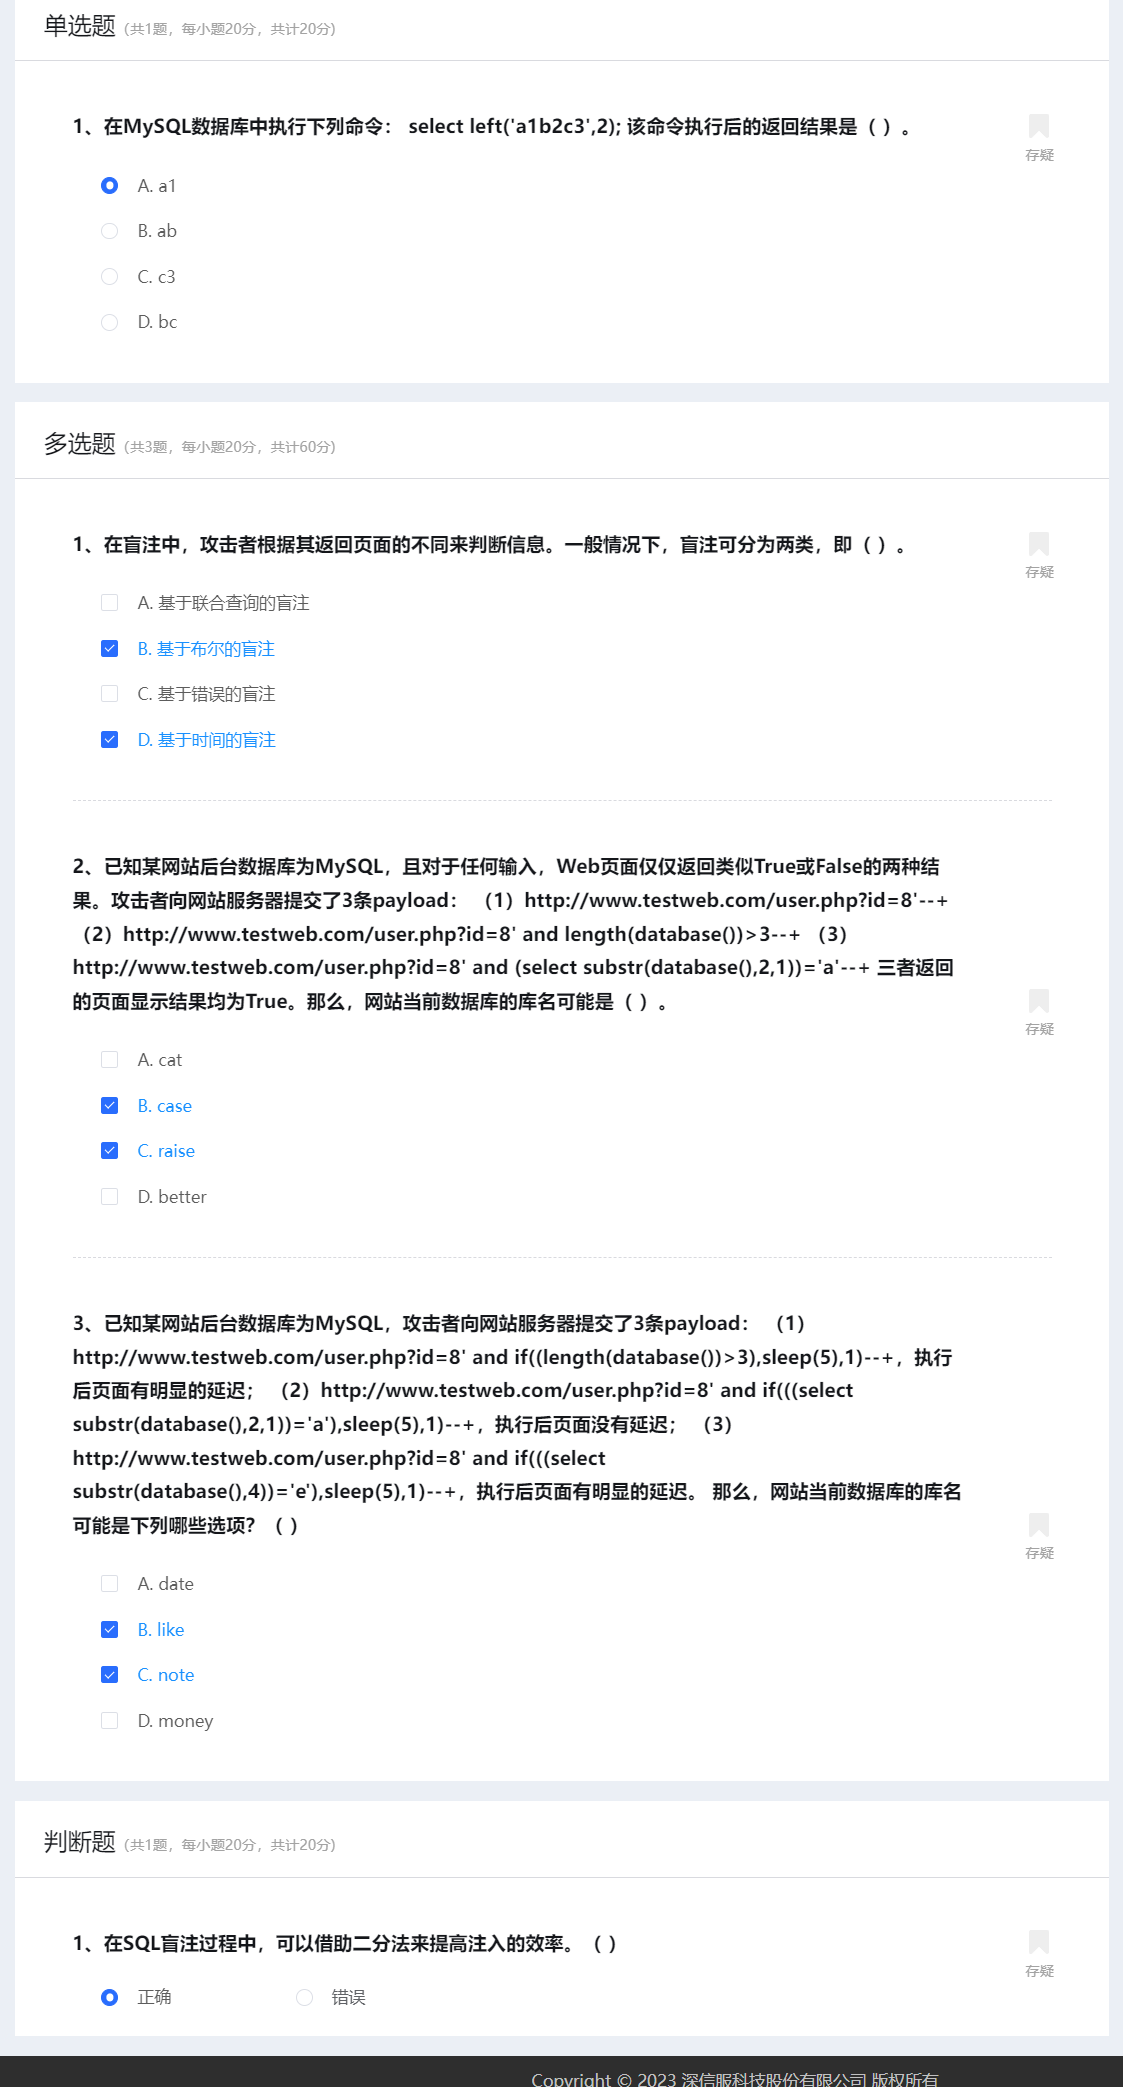 单选题 (共1题，每小题20分，共计20分)
1、在MySQL数据库中执行下列命令： select left('a1b2c3',2); 该命令执行后的返回结果是（ ）。
存疑
A. a1
B. ab
C. c3
D. bc
多选题 (共3题，每小题20分，共计60分)
1、在盲注中，攻击者根据其返回页面的不同来判断信息。一般情况下，盲注可分为两类，即（ ）。
存疑
A. 基于联合查询的盲注
B. 基于布尔的盲注
C. 基于错误的盲注
D. 基于时间的盲注
2、已知某网站后台数据库为MySQL，且对于任何输入，Web页面仅仅返回类似True或False的两种结
果。攻击者向网站服务器提交了3条payload： （1）http://www.testweb.com/user.php?id=8'--+
（2）http://www.testweb.com/user.php?id=8' and length(database())>3--+ （3）
http://www.testweb.com/user.php?id=8' and (select substr(database(),2,1))='a'--+ 三者返回
的页面显示结果均为True。那么，网站当前数据库的库名可能是（ ）。
存疑
A. cat
B. case
C. raise
D. better
3、已知某网站后台数据库为MySQL，攻击者向网站服务器提交了3条payload： （1）
http://www.testweb.com/user.php?id=8' and if((length(database())>3),sleep(5),1)--+，执行
后页面有明显的延迟； （2）http://www.testweb.com/user.php?id=8' and if(((select
substr(database(),2,1))='a'),sleep(5),1)--+，执行后页面没有延迟； （3）
http://www.testweb.com/user.php?id=8' and if(((select
substr(database(),4))='e'),sleep(5),1)--+，执行后页面有明显的延迟。 那么，网站当前数据库的库名
可能是下列哪些选项？（ ）
存疑
A. date
B. like
C. note
D. money
判断题 (共1题，每小题20分，共计20分)
1、在SQL盲注过程中，可以借助二分法来提高注入的效率。（ ）
存疑
正确 错误
Copyright © 2023 深信服科技股份有限公司 版权所有